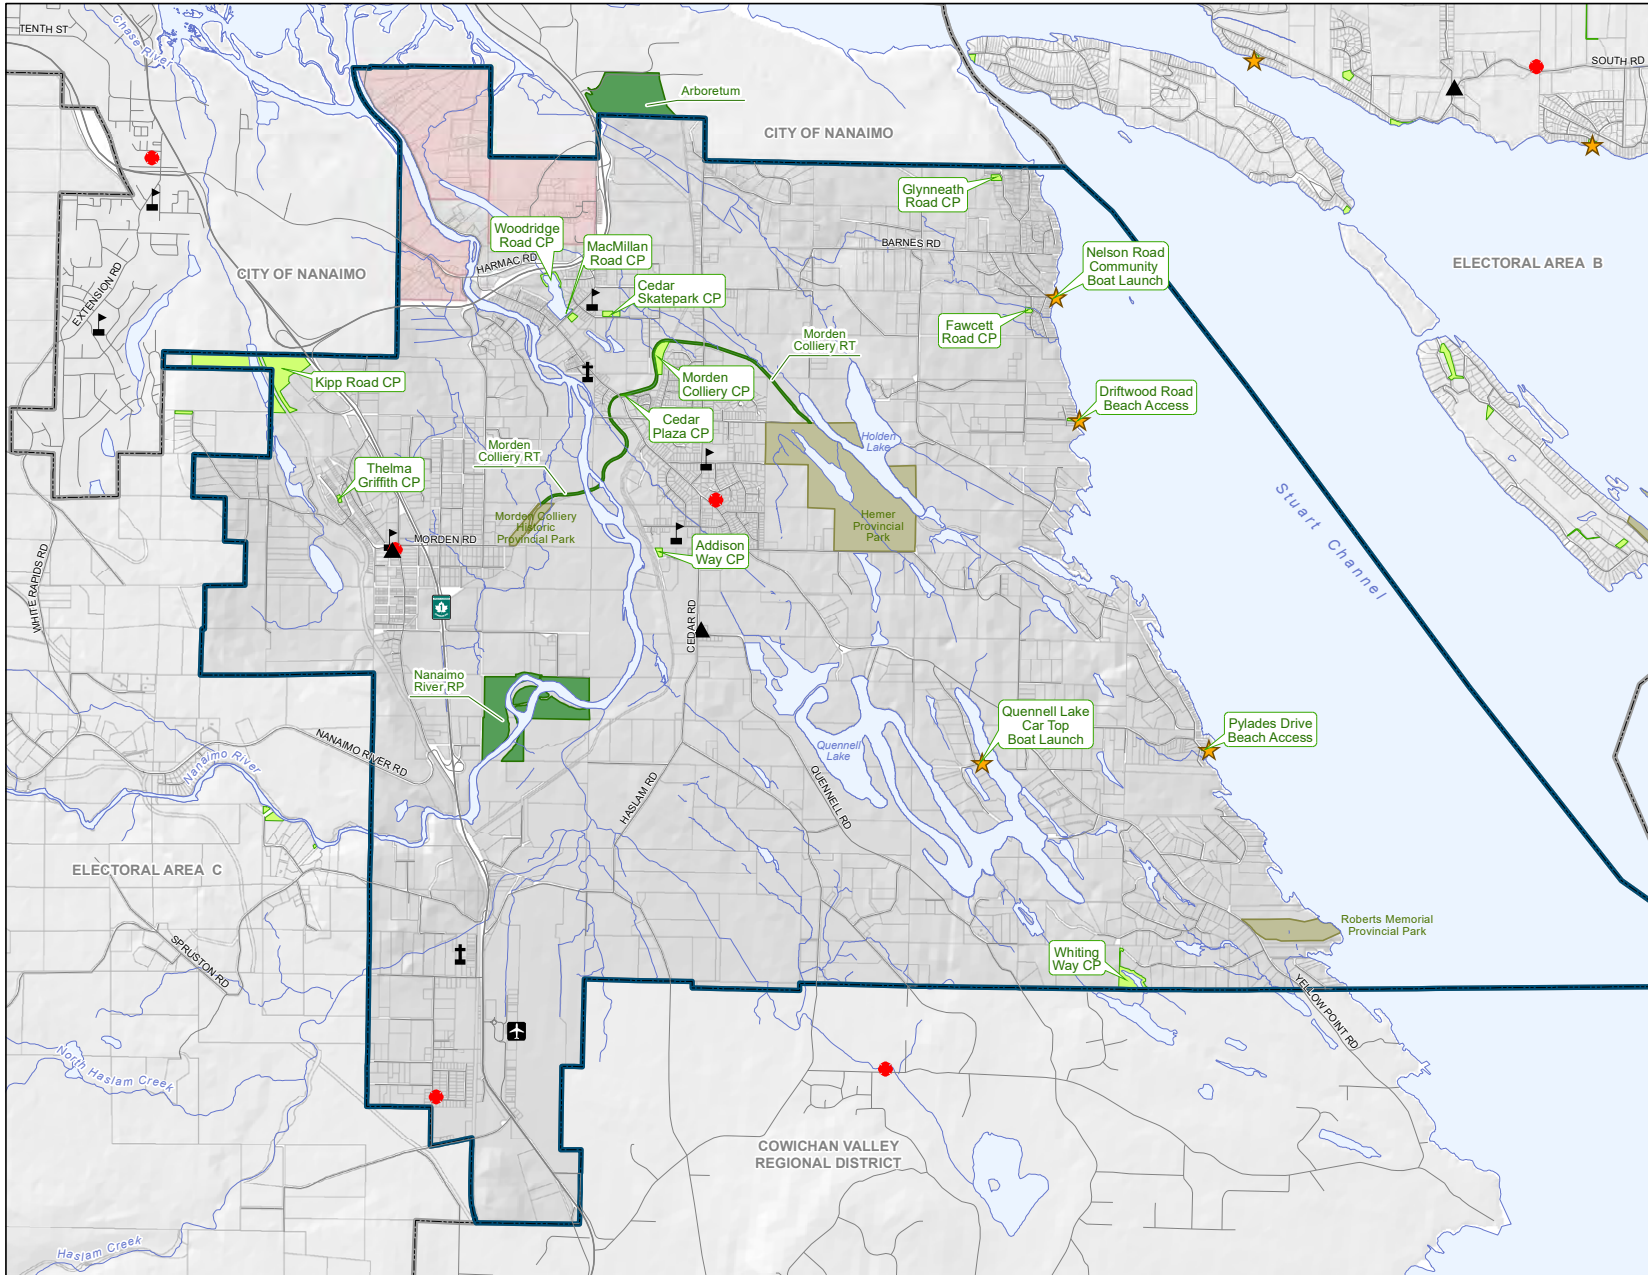 TENTH ST
Chase River
Arboretum
CITY OF NANAIMO
SOUTH RD
Glynneath
Road CP
Woodridge
Road CP
MacMillan
Road CP
BARNES RD
Nelson Road
Community
Boat Launch
ELECTORAL AREA B
HARMAC RD
CITY OF NANAIMO
EXTENSION RD
Cedar
Skatepark CP
Fawcett
Road CP
Morden
Colliery RT
Kipp Road CP
Morden
Colliery CP
Driftwood Road
Beach Access
Cedar
Plaza CP
Holden
Lake
Morden
Colliery RT
Thelma
Griffith CP
Stuart Channel
Morden Colliery
Historic
Provincial Park
Hemer
Provincial
Park
MORDEN RD
Addison
Way CP
WHITE RAPIDS RD
1
CEDAR RD
Nanaimo
River RP
Quennell Lake
Car Top
Boat Launch
Pylades Drive
Beach Access
NANAIMO RIVER RD
Nanaimo River
Quennell
Lake
HASLAM RD
QUENNELL RD
ELECTORAL AREA C
Roberts Memorial
Provincial Park
SPRUSTON RD
Whiting
Way CP
YELLOW POINT RD
North Haslam Creek
COWICHAN VALLEY
REGIONAL DISTRICT
Haslam Creek